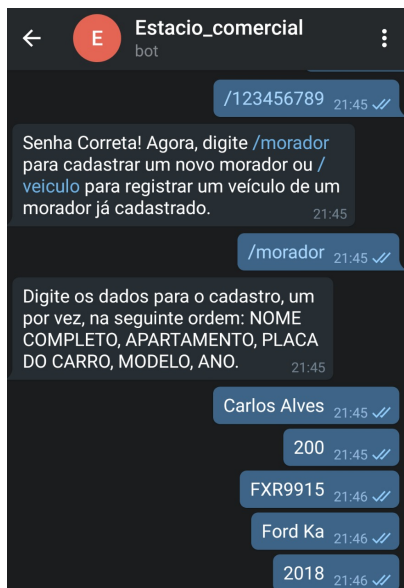 E
Estacio_comercial
bot
/123456789 21:45
Senha Correta! Agora, digite /morador
para cadastrar um novo morador ou /
veiculo para registrar um veículo de um
morador já cadastrado.
21:45
/morador 21:45
Digite os dados para o cadastro, um
por vez, na seguinte ordem: NOME
COMPLETO, APARTAMENTO, PLACA
DO CARRO, MODELO, ANO.
21:45
Carlos Alves 21:45
200 21:45
FXR9915 21:46
Ford Ka 21:46
2018 21:46